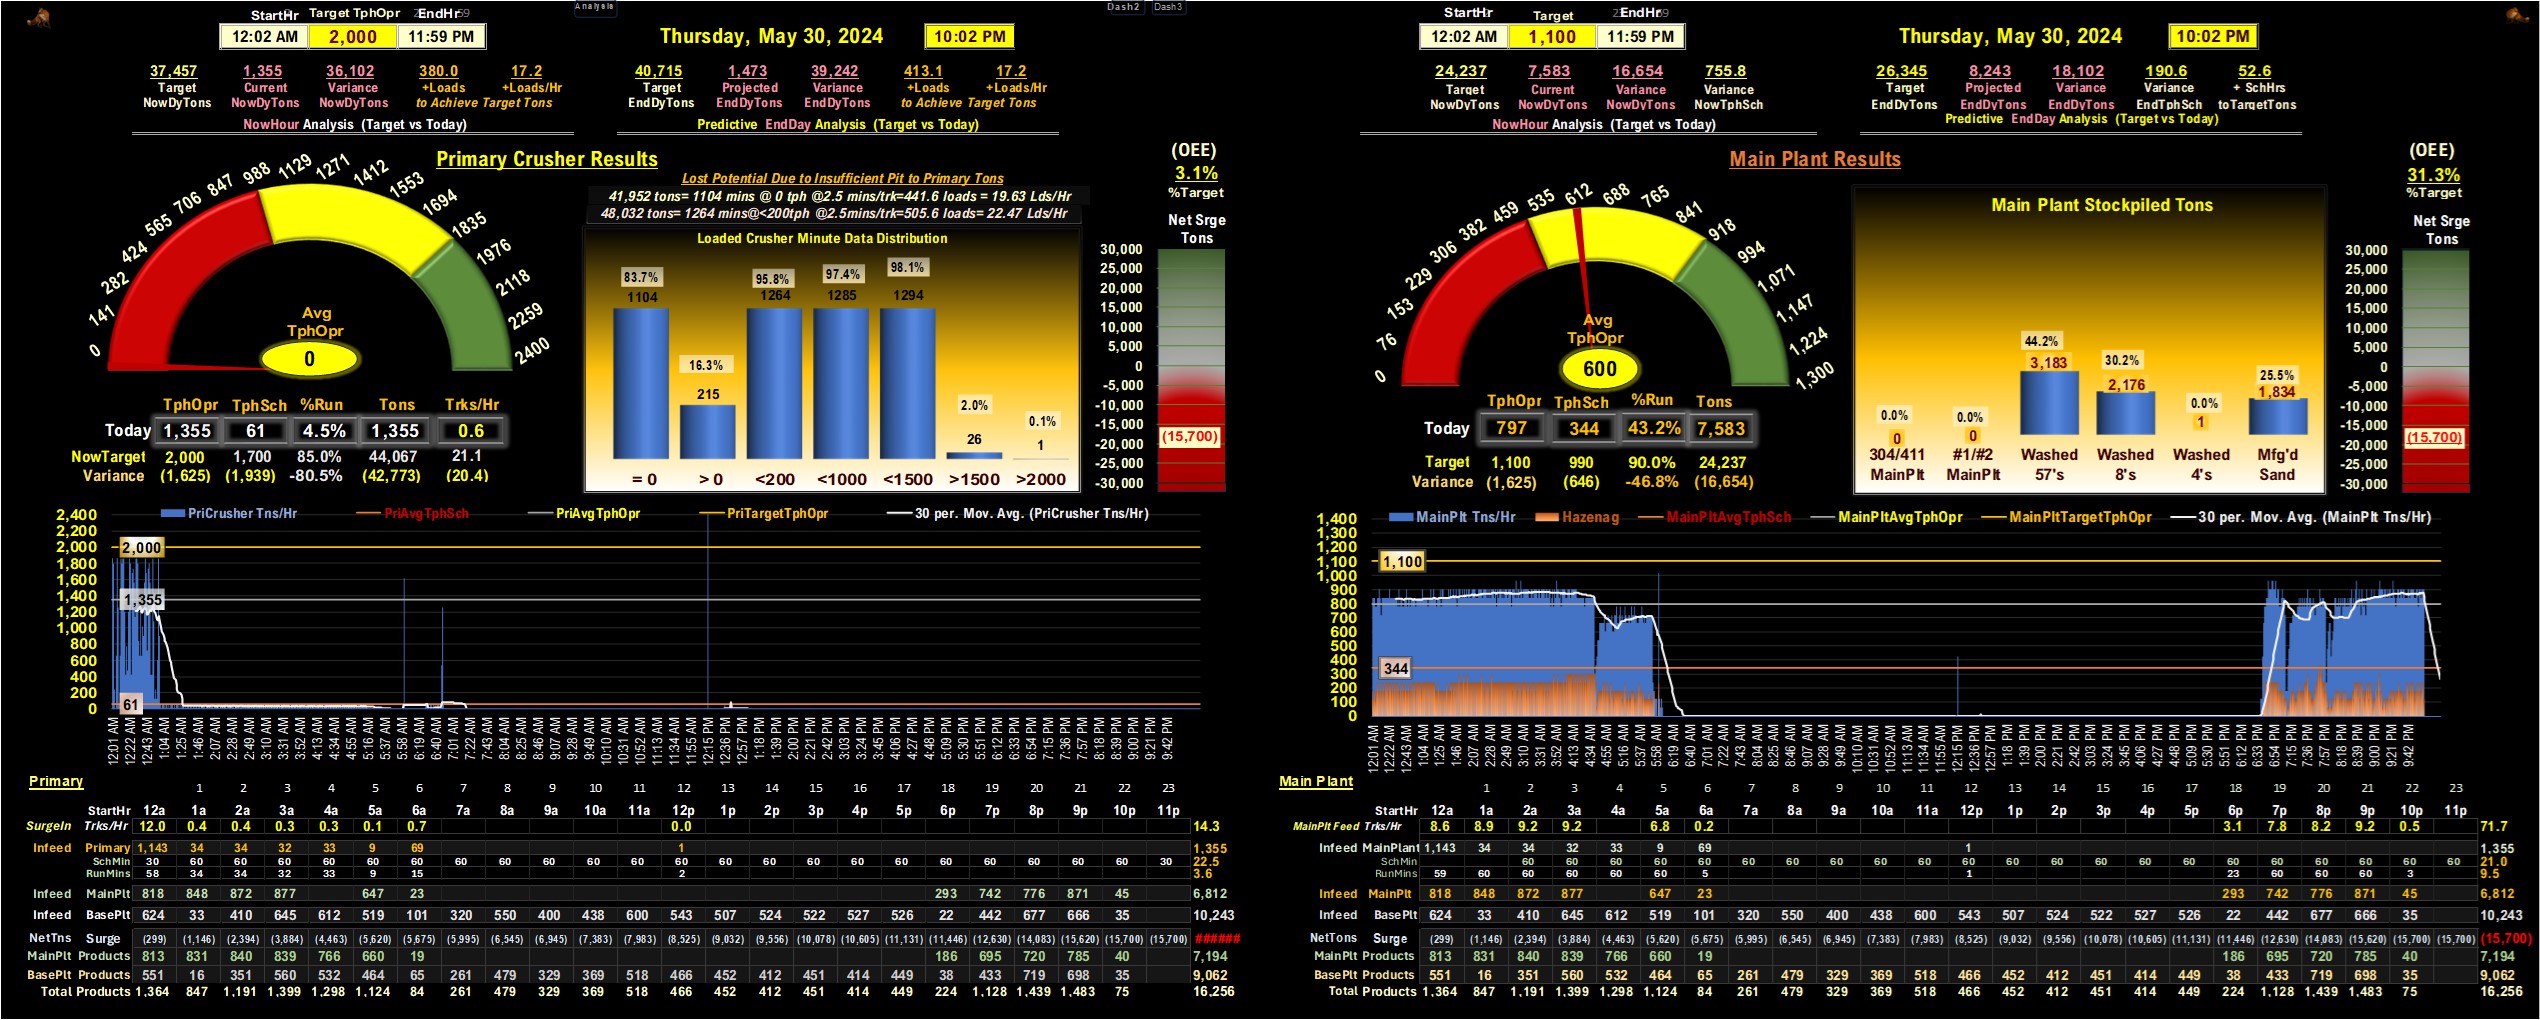 Analysis
Dash2 Dash3
StartHr Target TphOpr EndHr
12:02 AM 2,000 11:59 PM
Thursday, May 30, 2024 10:02 PM
37,457 1,355 36,102 380.0 17.2
Target Current Variance +Loads +Loads/Hr
NowDyTons NowDyTons NowDyTons to Achieve Target Tons
NowHour Analysis (Target vs Today)
40,715 1,473 39,242 413.1 17.2
Target Projected Variance +Loads +Loads/Hr
EndDyTons EndDyTons EndDyTons to Achieve Target Tons
Predictive EndDay Analysis (Target vs Today)
Primary Crusher Results
Lost Potential Due to Insufficient Pit to Primary Tons
41,952 tons= 1104 mins @ 0 tph @2.5 mins/trk=441.6 loads = 19.63 Lds/Hr
48,032 tons= 1264 mins@<200tph @2.5mins/trk=505.6 loads= 22.47 Lds/Hr
(OEE)
3.1%
%Target
Net Srge
Tons
0 141 282 424 565 706 847 988 1129 1271 1412 1553 1694 1835 1976 2118 2259 2400
Avg
TphOpr
0
Loaded Crusher Minute Data Distribution
83.7% 16.3% 95.8% 97.4% 98.1% 2.0% 0.1%
1104 215 1264 1285 1294 26 1
= 0 > 0 <200 <1000 <1500 >1500 >2000
30,000
25,000
20,000
15,000
10,000
5,000
0
-5,000
-10,000
-15,000
(15,700)
-20,000
-25,000
-30,000
TphOpr TphSch %Run Tons Trks/Hr
Today 1,355 61 4.5% 1,355 0.6
NowTarget 2,000 1,700 85.0% 44,067 21.1
Variance (1,625) (1,939) -80.5% (42,773) (20.4)
PriCrusher Tns/Hr PriAvgTphSch PriAvgTphOpr PriTargetTphOpr 30 per. Mov. Avg. (PriCrusher Tns/Hr)
2,400
2,200
2,000
1,800
1,600
1,400
1,200
1,000
800
600
400
200
0
2,000
1,355
61
12:01 AM 12:22 AM 12:43 AM 1:04 AM 1:25 AM 1:46 AM 2:07 AM 2:28 AM 2:49 AM 3:10 AM 3:31 AM 3:52 AM 4:13 AM 4:34 AM 4:55 AM 5:16 AM 5:37 AM 5:58 AM 6:19 AM 6:40 AM 7:01 AM 7:22 AM 7:43 AM 8:04 AM 8:25 AM 8:46 AM 9:07 AM 9:28 AM 9:49 AM 10:10 AM 10:31 AM 10:52 AM 11:13 AM 11:34 AM 11:55 AM 12:15 PM 12:36 PM 12:57 PM 1:18 PM 1:39 PM 2:00 PM 2:21 PM 2:42 PM 3:03 PM 3:24 PM 3:45 PM 4:06 PM 4:27 PM 4:48 PM 5:09 PM 5:30 PM 5:51 PM 6:12 PM 6:33 PM 6:54 PM 7:15 PM 7:36 PM 7:57 PM 8:18 PM 8:39 PM 9:00 PM 9:21 PM 9:42 PM
Primary
1 2 3 4 5 6 7 8 9 10 11 12 13 14 15 16 17 18 19 20 21 22 23
StartHr 12a 1a 2a 3a 4a 5a 6a 7a 8a 9a 10a 11a 12p 1p 2p 3p 4p 5p 6p 7p 8p 9p 10p 11p
SurgeIn Trks/Hr 12.0 0.4 0.4 0.3 0.3 0.1 0.7 0.0 14.3
Infeed Primary 1,143 34 34 32 33 9 69 1 1,355
SchMin 30 60 60 60 60 60 60 60 60 60 60 60 60 60 60 60 60 60 60 60 60 60 60 30 22.5
RunMins 58 34 34 32 33 9 15 2 3.6
Infeed MainPlt 818 848 872 877 647 23 293 742 776 871 45 6,812
Infeed BasePlt 624 33 410 645 612 519 101 320 550 400 438 600 543 507 524 522 527 526 22 442 677 666 35 10,243
NetTns Surge (299) (1,146) (2,394) (3,884) (4,463) (5,620) (5,675) (5,995) (6,545) (6,945) (7,383) (7,983) (8,525) (9,032) (9,556) (10,078) (10,605) (11,131) (11,446) (12,630) (14,083) (15,620) (15,700) (15,700) ######
MainPlt Products 813 831 840 839 766 660 19 186 695 720 785 40 7,194
BasePlt Products 551 16 351 560 532 464 65 261 479 329 369 518 466 452 412 451 414 449 38 433 719 698 35 9,062
Total Products 1,364 847 1,191 1,399 1,298 1,124 84 261 479 329 369 518 466 452 412 451 414 449 224 1,128 1,439 1,483 75 16,256
StartHr Target EndHr
12:02 AM 1,100 11:59 PM
Thursday, May 30, 2024 10:02 PM
24,237 7,583 16,654 755.8
Target Current Variance Variance
NowDyTons NowDyTons NowDyTons NowTphSch
NowHour Analysis (Target vs Today)
26,345 8,243 18,102 190.6 52.6
Target Projected Variance Variance + SchHrs
EndDyTons EndDyTons EndDyTons EndTphSch toTargetTons
Predictive EndDay Analysis (Target vs Today)
Main Plant Results
(OEE)
31.3%
%Target
Net Srge
Tons
0 76 153 229 306 382 459 535 612 688 765 841 918 994 1,071 1,147 1,224 1,300
Avg
TphOpr
600
Main Plant Stockpiled Tons
0.0% 0.0% 44.2% 30.2% 0.0% 25.5%
0 0 3,183 2,176 1 1,834
304/411 #1/#2 Washed Washed Washed Mfg'd
MainPlt MainPlt 57's 8's 4's Sand
30,000
25,000
20,000
15,000
10,000
5,000
0
-5,000
-10,000
-15,000
(15,700)
-20,000
-25,000
-30,000
TphOpr TphSch %Run Tons
Today 797 344 43.2% 7,583
Target 1,100 990 90.0% 24,237
Variance (1,625) (646) -46.8% (16,654)
MainPlt Tns/Hr Hazenag MainPltAvgTphSch MainPltAvgTphOpr MainPltTargetTphOpr 30 per. Mov. Avg. (MainPlt Tns/Hr)
1,400
1,300
1,200
1,100
1,000
900
800
700
600
500
400
300
200
100
0
1,100
344
12:01 AM 12:22 AM 12:43 AM 1:04 AM 1:25 AM 1:46 AM 2:07 AM 2:28 AM 2:49 AM 3:10 AM 3:31 AM 3:52 AM 4:13 AM 4:34 AM 4:55 AM 5:16 AM 5:37 AM 5:58 AM 6:19 AM 6:40 AM 7:01 AM 7:22 AM 7:43 AM 8:04 AM 8:25 AM 8:46 AM 9:07 AM 9:28 AM 9:49 AM 10:10 AM 10:31 AM 10:52 AM 11:13 AM 11:34 AM 11:55 AM 12:15 PM 12:36 PM 12:57 PM 1:18 PM 1:39 PM 2:00 PM 2:21 PM 2:42 PM 3:03 PM 3:24 PM 3:45 PM 4:06 PM 4:27 PM 4:48 PM 5:09 PM 5:30 PM 5:51 PM 6:12 PM 6:33 PM 6:54 PM 7:15 PM 7:36 PM 7:57 PM 8:18 PM 8:39 PM 9:00 PM 9:21 PM 9:42 PM
Main Plant
1 2 3 4 5 6 7 8 9 10 11 12 13 14 15 16 17 18 19 20 21 22 23
StartHr 12a 1a 2a 3a 4a 5a 6a 7a 8a 9a 10a 11a 12p 1p 2p 3p 4p 5p 6p 7p 8p 9p 10p 11p
MainPlt Feed Trks/Hr 8.6 8.9 9.2 9.2 6.8 0.2 3.1 7.8 8.2 9.2 0.5 71.7
Infeed MainPlant 1,143 34 34 32 33 9 69 1 1,355
SchMin 60 60 60 60 60 60 60 60 60 60 60 60 60 60 60 60 60 60 60 60 60 60 21.0
RunMins 59 60 60 60 60 60 5 1 23 60 60 60 3 9.5
Infeed MainPlt 818 848 872 877 647 23 293 742 776 871 45 6,812
Infeed BasePlt 624 33 410 645 612 519 101 320 550 400 438 600 543 507 524 522 527 526 22 442 677 666 35 10,243
NetTons Surge (299) (1,146) (2,394) (3,884) (4,463) (5,620) (5,675) (5,995) (6,545) (6,945) (7,383) (7,983) (8,525) (9,032) (9,556) (10,078) (10,605) (11,131) (11,446) (12,630) (14,083) (15,620) (15,700) (15,700) (15,700)
MainPlt Products 813 831 840 839 766 660 19 186 695 720 785 40 7,194
BasePlt Products 551 16 351 560 532 464 65 261 479 329 369 518 466 452 412 451 414 449 38 433 719 698 35 9,062
Total Products 1,364 847 1,191 1,399 1,298 1,124 84 261 479 329 369 518 466 452 412 451 414 449 224 1,128 1,439 1,483 75 16,256